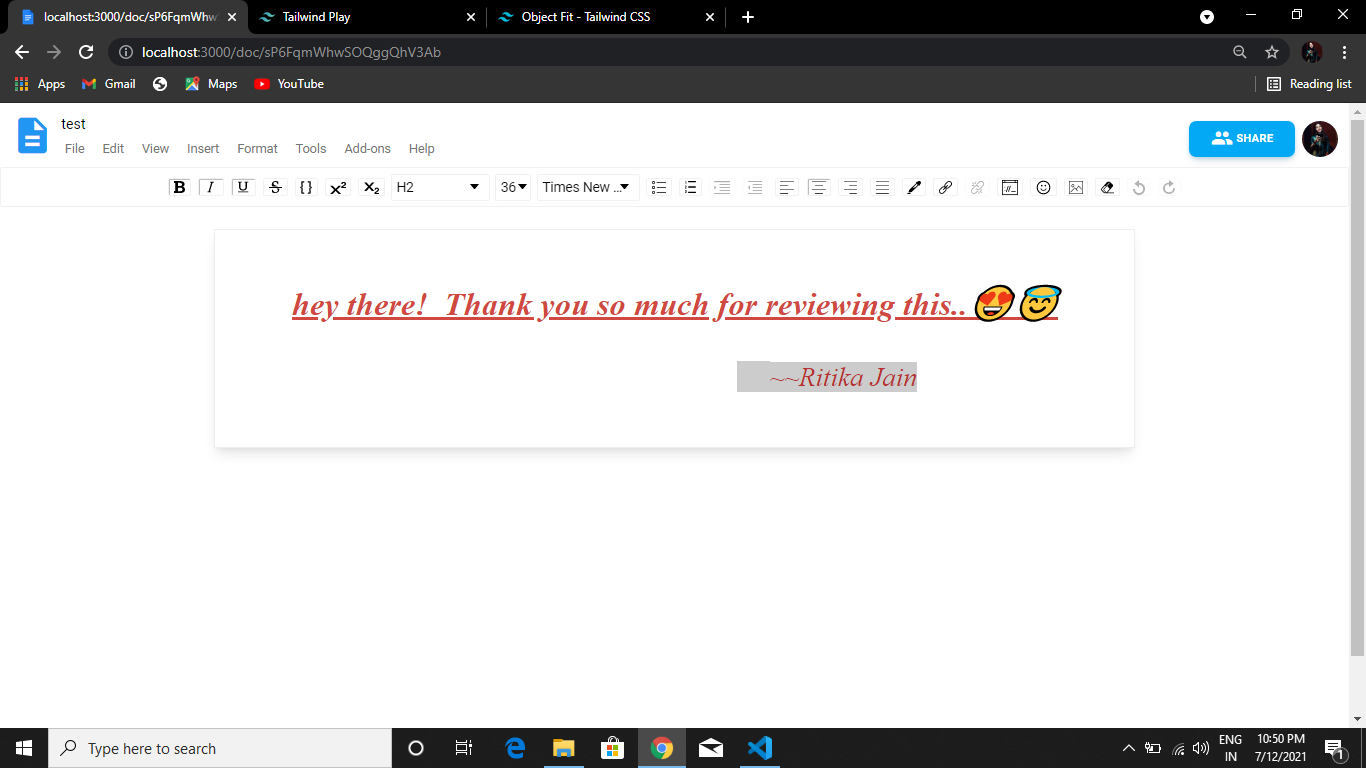 localhost:3000/doc/sP6FqmWhw
Tailwind Play
Object Fit - Tailwind CSS
localhost:3000/doc/sP6FqmWhwSOQggQhV3Ab
Apps
Gmail
Maps
YouTube
Reading list
test
File Edit View Insert Format Tools Add-ons Help
SHARE
B I U S {} X² X₂ H2 36 Times New ...
hey there!  Thank you so much for reviewing this.. 😍😇
~~Ritika Jain
Type here to search
ENG
IN
10:50 PM
7/12/2021
1